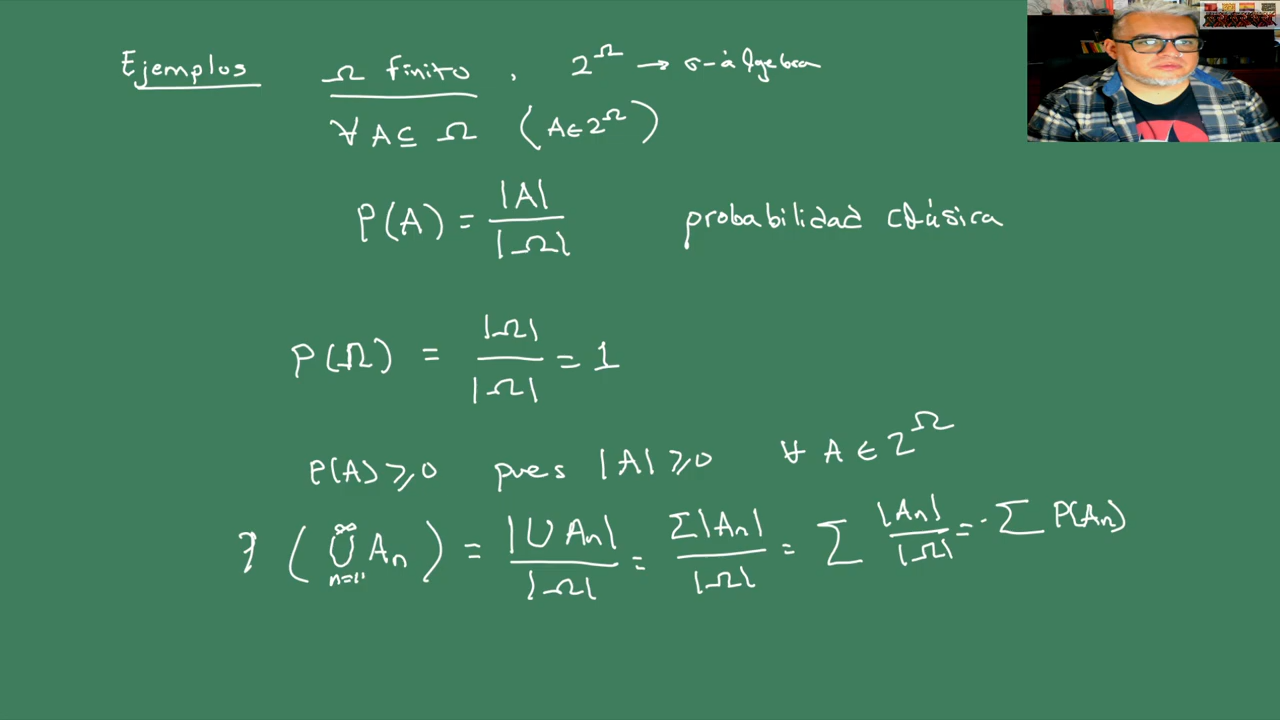 Ejemplos Ω finito , 2^Ω → σ-álgebra
∀ A ⊆ Ω (A ∈ 2^Ω)
P(A) = |A| / |Ω| probabilidad clásica
P(Ω) = |Ω| / |Ω| = 1
P(A) ≥ 0 pues |A| ≥ 0 ∀ A ∈ 2^Ω
P(⋃_{n=1}^∞ A_n) = |∪ A_n| / |Ω| = Σ|A_n| / |Ω| = Σ |A_n| / |Ω| = Σ P(A_n)